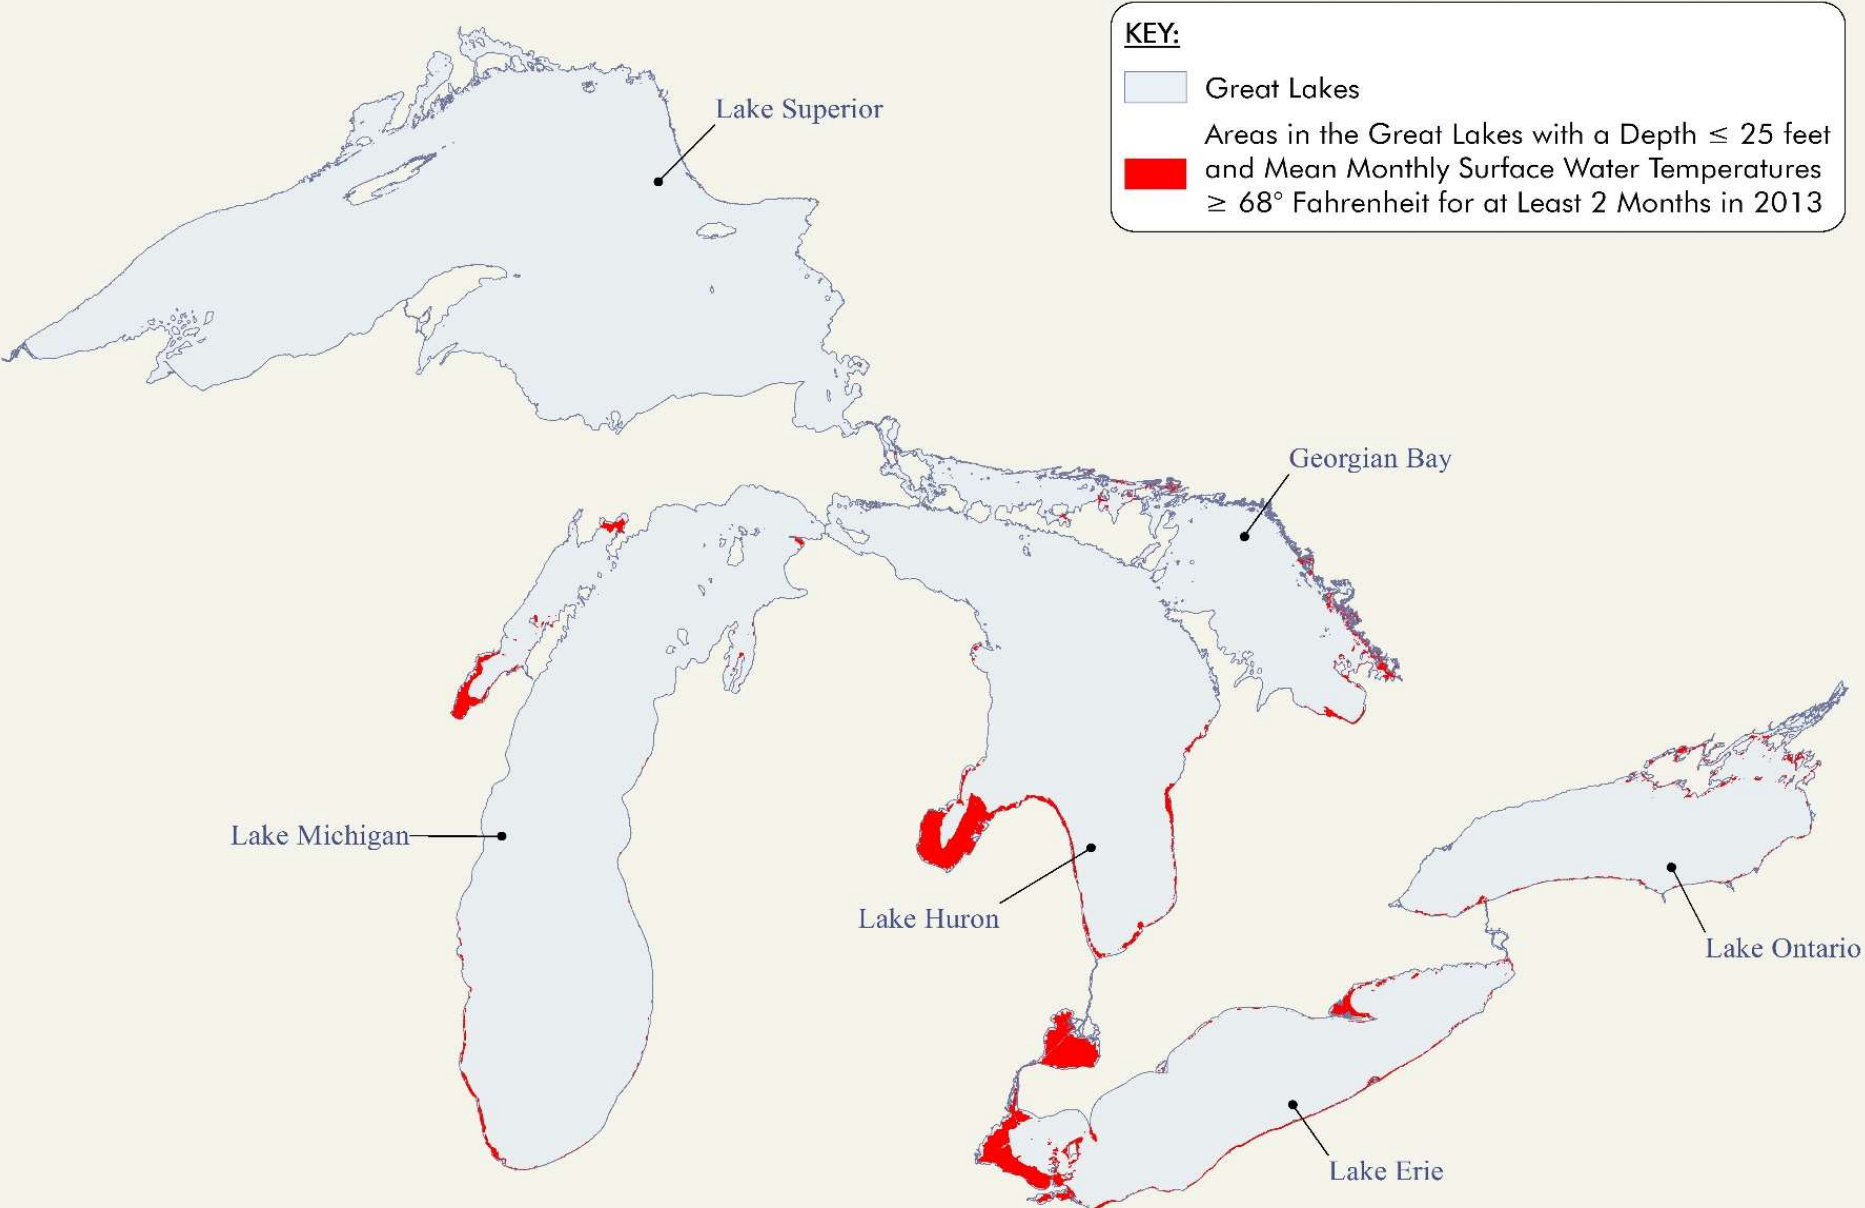 KEY:
Great Lakes
Areas in the Great Lakes with a Depth ≤ 25 feet
and Mean Monthly Surface Water Temperatures
≥ 68° Fahrenheit for at Least 2 Months in 2013
Lake Superior
Georgian Bay
Lake Michigan
Lake Huron
Lake Ontario
Lake Erie